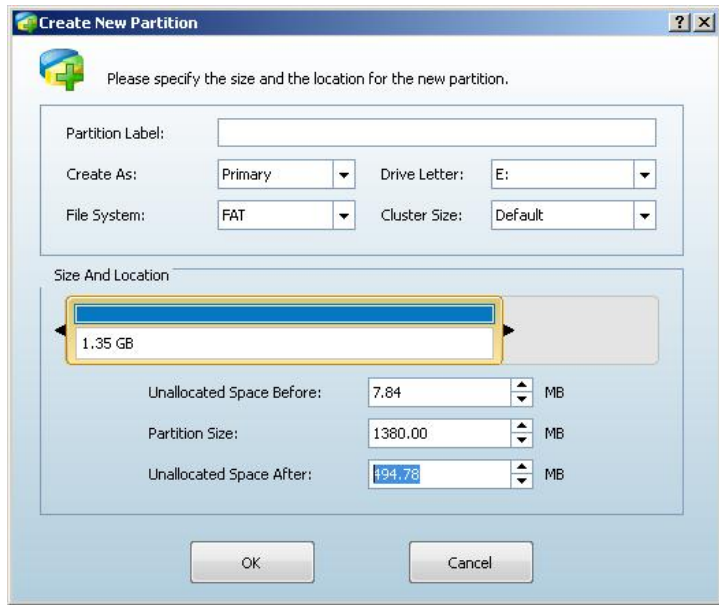 Create New Partition
Please specify the size and the location for the new partition.
Partition Label:
Create As: Primary Drive Letter: E:
File System: FAT Cluster Size: Default
Size And Location
1.35 GB
Unallocated Space Before: 7.84 MB
Partition Size: 1380.00 MB
Unallocated Space After: 494.78 MB
OK Cancel